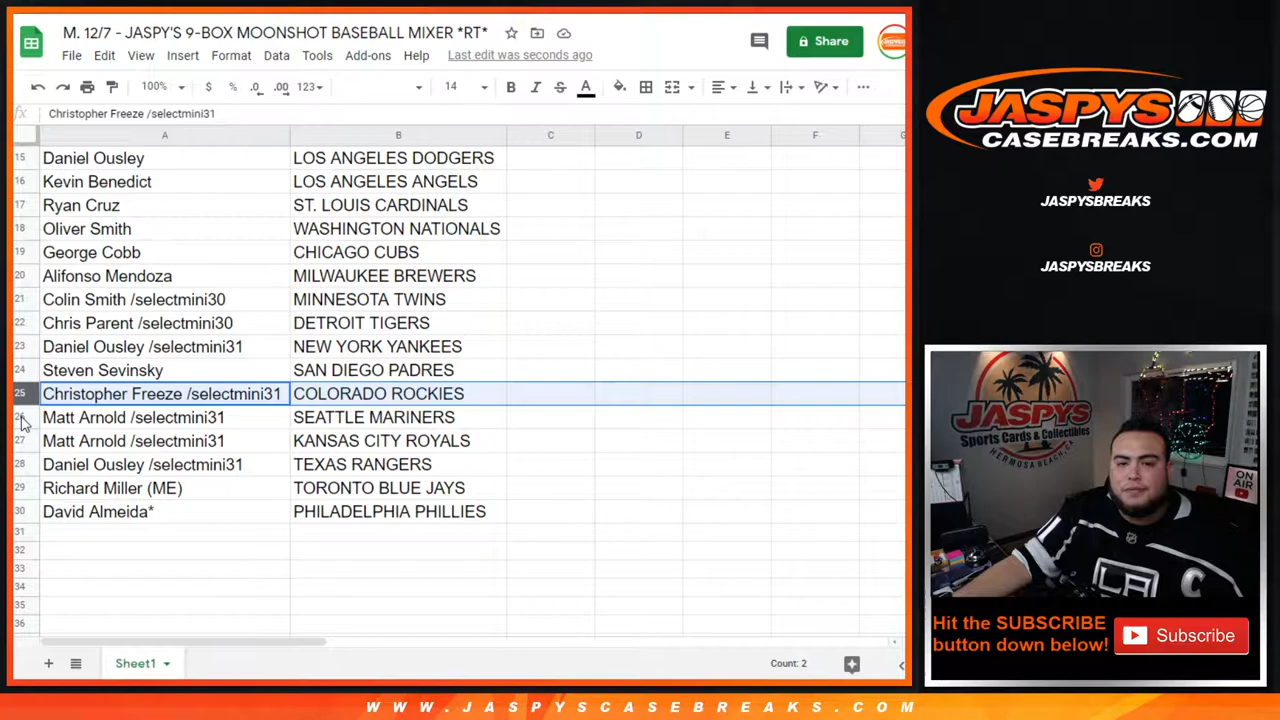 M. 12/7 - JASPY'S 9-BOX MOONSHOT BASEBALL MIXER *RT*
File Edit View Insert Format Data Tools Add-ons Help Last edit was seconds ago
Share
100% $ % .0 .00 123 14 B I S A
fx Christopher Freeze /selectmini31
A B C D E F G
15 Daniel Ousley LOS ANGELES DODGERS
16 Kevin Benedict LOS ANGELES ANGELS
17 Ryan Cruz ST. LOUIS CARDINALS
18 Oliver Smith WASHINGTON NATIONALS
19 George Cobb CHICAGO CUBS
20 Alifonso Mendoza MILWAUKEE BREWERS
21 Colin Smith /selectmini30 MINNESOTA TWINS
22 Chris Parent /selectmini30 DETROIT TIGERS
23 Daniel Ousley /selectmini31 NEW YORK YANKEES
24 Steven Sevinsky SAN DIEGO PADRES
25 Christopher Freeze /selectmini31 COLORADO ROCKIES
26 Matt Arnold /selectmini31 SEATTLE MARINERS
27 Matt Arnold /selectmini31 KANSAS CITY ROYALS
28 Daniel Ousley /selectmini31 TEXAS RANGERS
29 Richard Miller (ME) TORONTO BLUE JAYS
30 David Almeida* PHILADELPHIA PHILLIES
31
32
33
34
35
36
Sheet1
Count: 2
JASPYS
CASEBREAKS.COM
JASPYSBREAKS
JASPYSBREAKS
JASPYS
Sports Cards & Collectibles
HERMOSA BEACH, CA
ON AIR
LA C
Hit the SUBSCRIBE
button down below!
Subscribe
WWW.JASPYSCASEBREAKS.COM